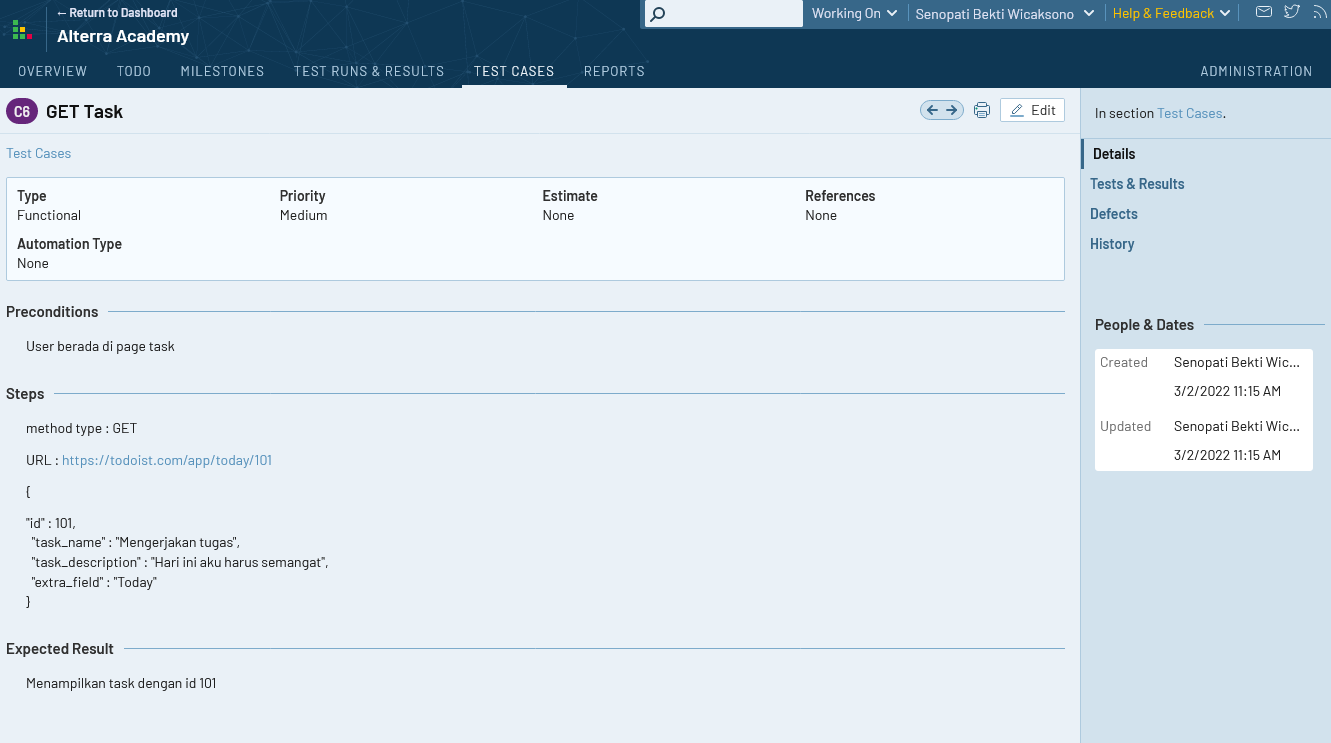 ← Return to Dashboard
Alterra Academy
Working On
Senopati Bekti Wicaksono
Help & Feedback
OVERVIEW TODO MILESTONES TEST RUNS & RESULTS TEST CASES REPORTS ADMINISTRATION
C6 GET Task
Edit
Test Cases
Type Priority Estimate References
Functional Medium None None
Automation Type
None
Preconditions
User berada di page task
Steps
method type : GET
URL : https://todoist.com/app/today/101
{
"id" : 101,
"task_name" : "Mengerjakan tugas",
"task_description" : "Hari ini aku harus semangat",
"extra_field" : "Today"
}
Expected Result
Menampilkan task dengan id 101
In section Test Cases.
Details
Tests & Results
Defects
History
People & Dates
Created Senopati Bekti Wic...
3/2/2022 11:15 AM
Updated Senopati Bekti Wic...
3/2/2022 11:15 AM